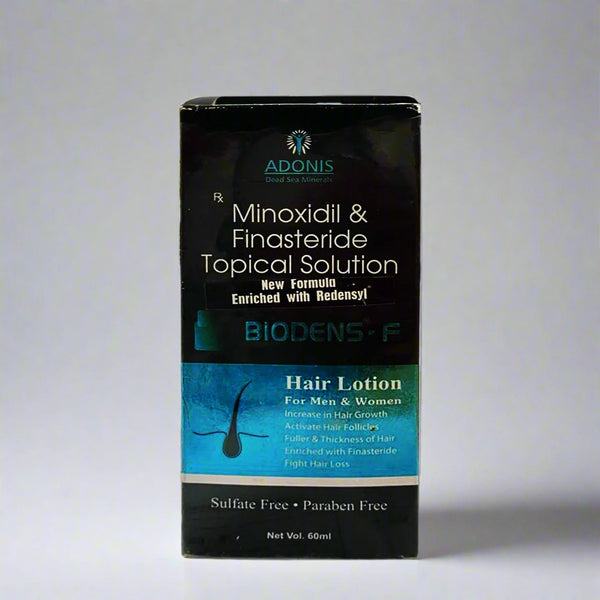 ADONIS
Dead Sea Minerals
Rx
Minoxidil &
Finasteride
Topical Solution
New Formula
Enriched with Redensyl
BIODENS®-F
Hair Lotion
For Men & Women
Increase in Hair Growth
Activate Hair Follicles
Fuller & Thickness of Hair
Enriched with Finasteride
Fight Hair Loss
Sulfate Free • Paraben Free
Net Vol. 60ml